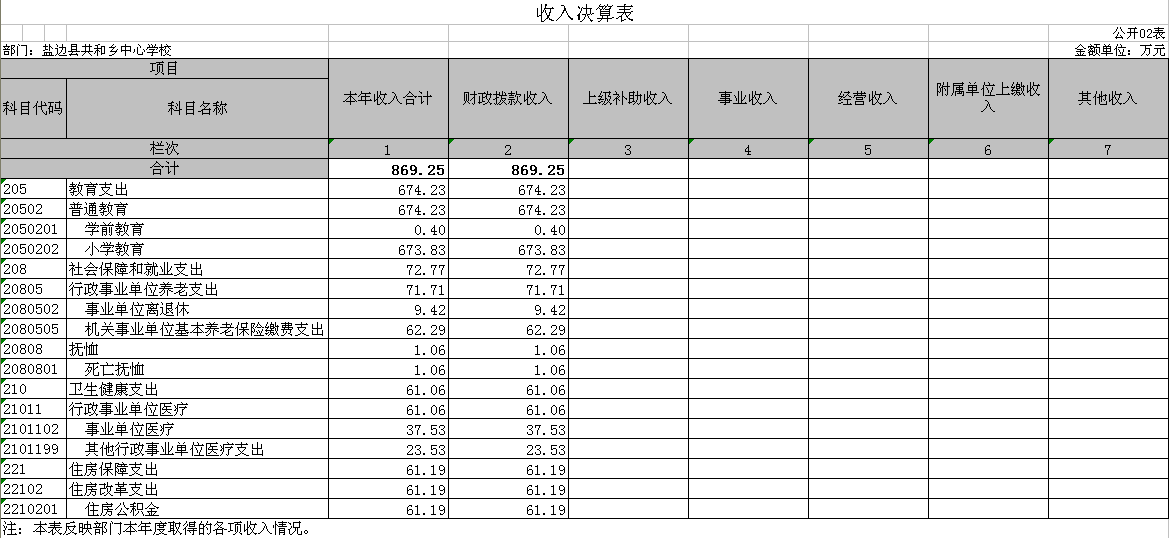 收入决算表
公开02表
部门：盐边县共和乡中心学校 金额单位：万元
项目 本年收入合计 财政拨款收入 上级补助收入 事业收入 经营收入 附属单位上缴收入 其他收入
科目代码 科目名称
栏次 1 2 3 4 5 6 7
合计 869.25 869.25
205 教育支出 674.23 674.23
20502 普通教育 674.23 674.23
2050201 学前教育 0.40 0.40
2050202 小学教育 673.83 673.83
208 社会保障和就业支出 72.77 72.77
20805 行政事业单位养老支出 71.71 71.71
2080502 事业单位离退休 9.42 9.42
2080505 机关事业单位基本养老保险缴费支出 62.29 62.29
20808 抚恤 1.06 1.06
2080801 死亡抚恤 1.06 1.06
210 卫生健康支出 61.06 61.06
21011 行政事业单位医疗 61.06 61.06
2101102 事业单位医疗 37.53 37.53
2101199 其他行政事业单位医疗支出 23.53 23.53
221 住房保障支出 61.19 61.19
22102 住房改革支出 61.19 61.19
2210201 住房公积金 61.19 61.19
注：本表反映部门本年度取得的各项收入情况。